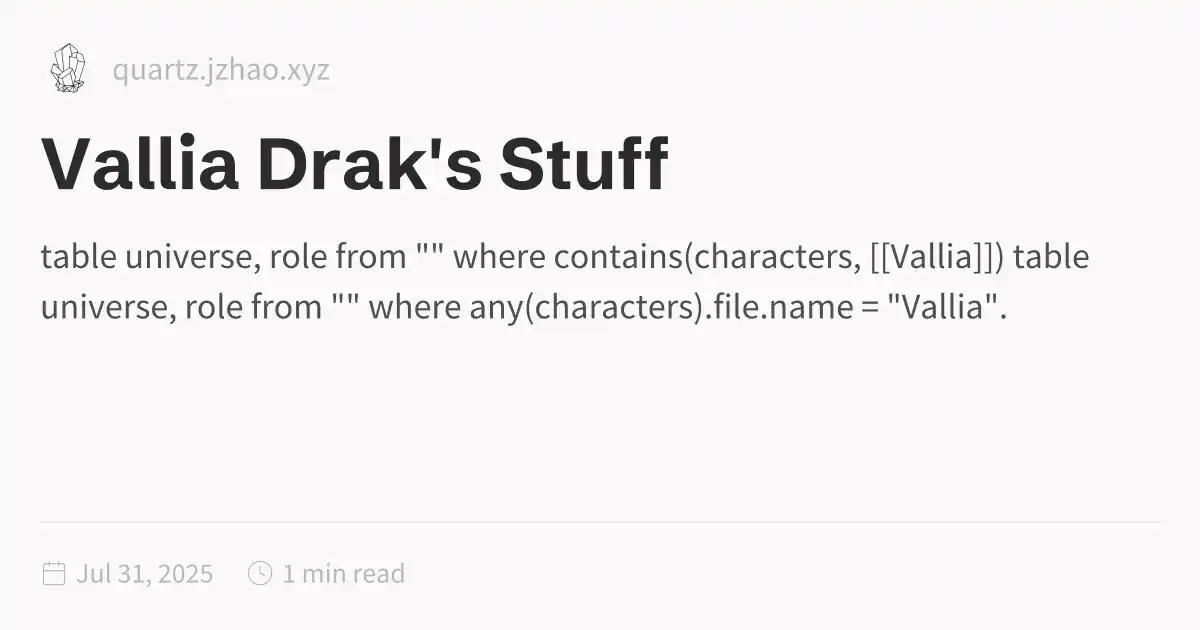 quartz.jzhao.xyz
Vallia Drak's Stuff
table universe, role from "" where contains(characters, [[Vallia]]) table
universe, role from "" where any(characters).file.name = "Vallia".
Jul 31, 2025
1 min read